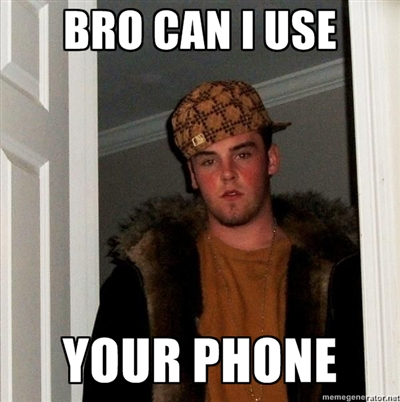 BRO CAN I USE
YOUR PHONE
memegenerator.net